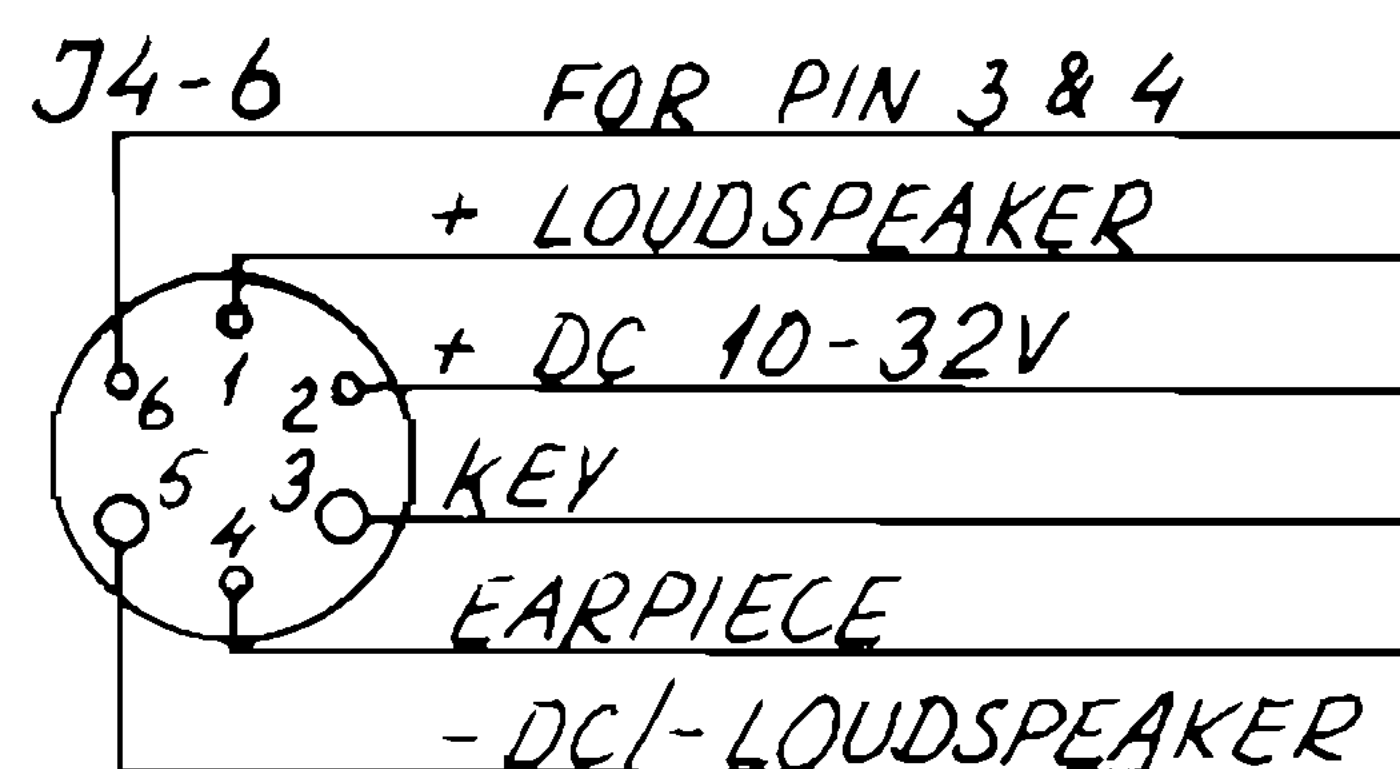 J4-6 FOR PIN 3 & 4
+ LOUDSPEAKER
+ DC 10-32V
6 1 2
KEY
5 3
4
EARPIECE
- DC/- LOUDSPEAKER